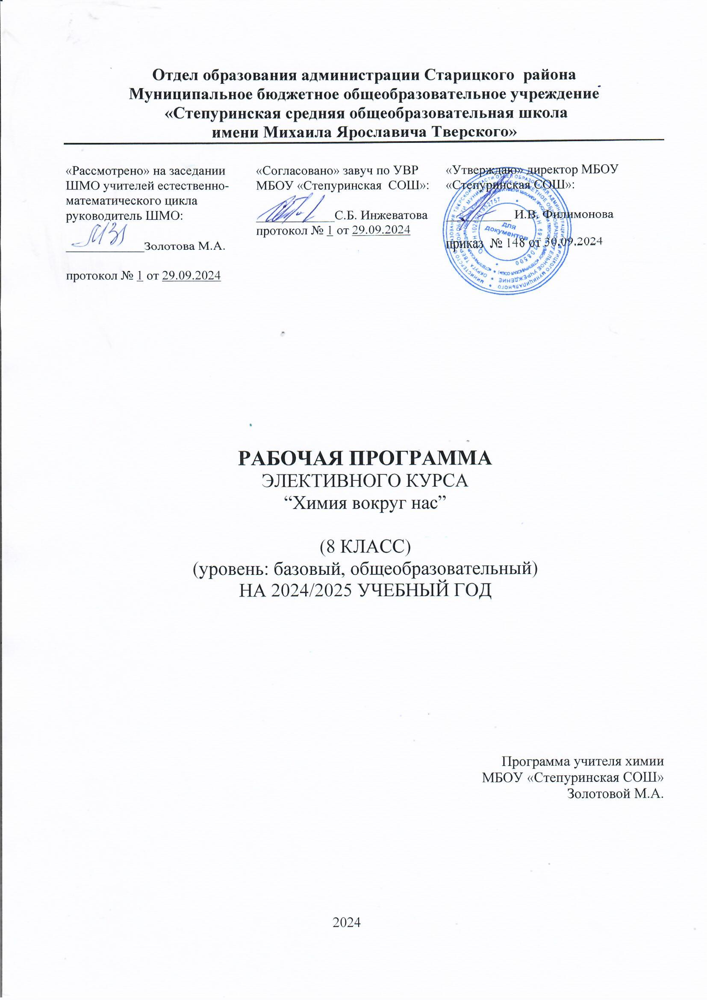 Отдел образования администрации Старицкого района
Муниципальное бюджетное общеобразовательное учреждение
«Степуринская средняя общеобразовательная школа
имени Михаила Ярославича Тверского»
«Рассмотрено» на заседании
ШМО учителей естественно-
математического цикла
руководитель ШМО:
Золотова М.А.
протокол № 1 от 29.09.2024
«Согласовано» завуч по УВР
МБОУ «Степуринская СОШ»:
С.Б. Инжеватова
протокол № 1 от 29.09.2024
«Утверждаю» директор МБОУ
«Степуринская СОШ»:
И.В. Филимонова
приказ № 148 от 30.09.2024
для
документов
РАБОЧАЯ ПРОГРАММА
ЭЛЕКТИВНОГО КУРСА
“Химия вокруг нас”
(8 КЛАСС)
(уровень: базовый, общеобразовательный)
НА 2024/2025 УЧЕБНЫЙ ГОД
Программа учителя химии
МБОУ «Степуринская СОШ»
Золотовой М.А.
2024